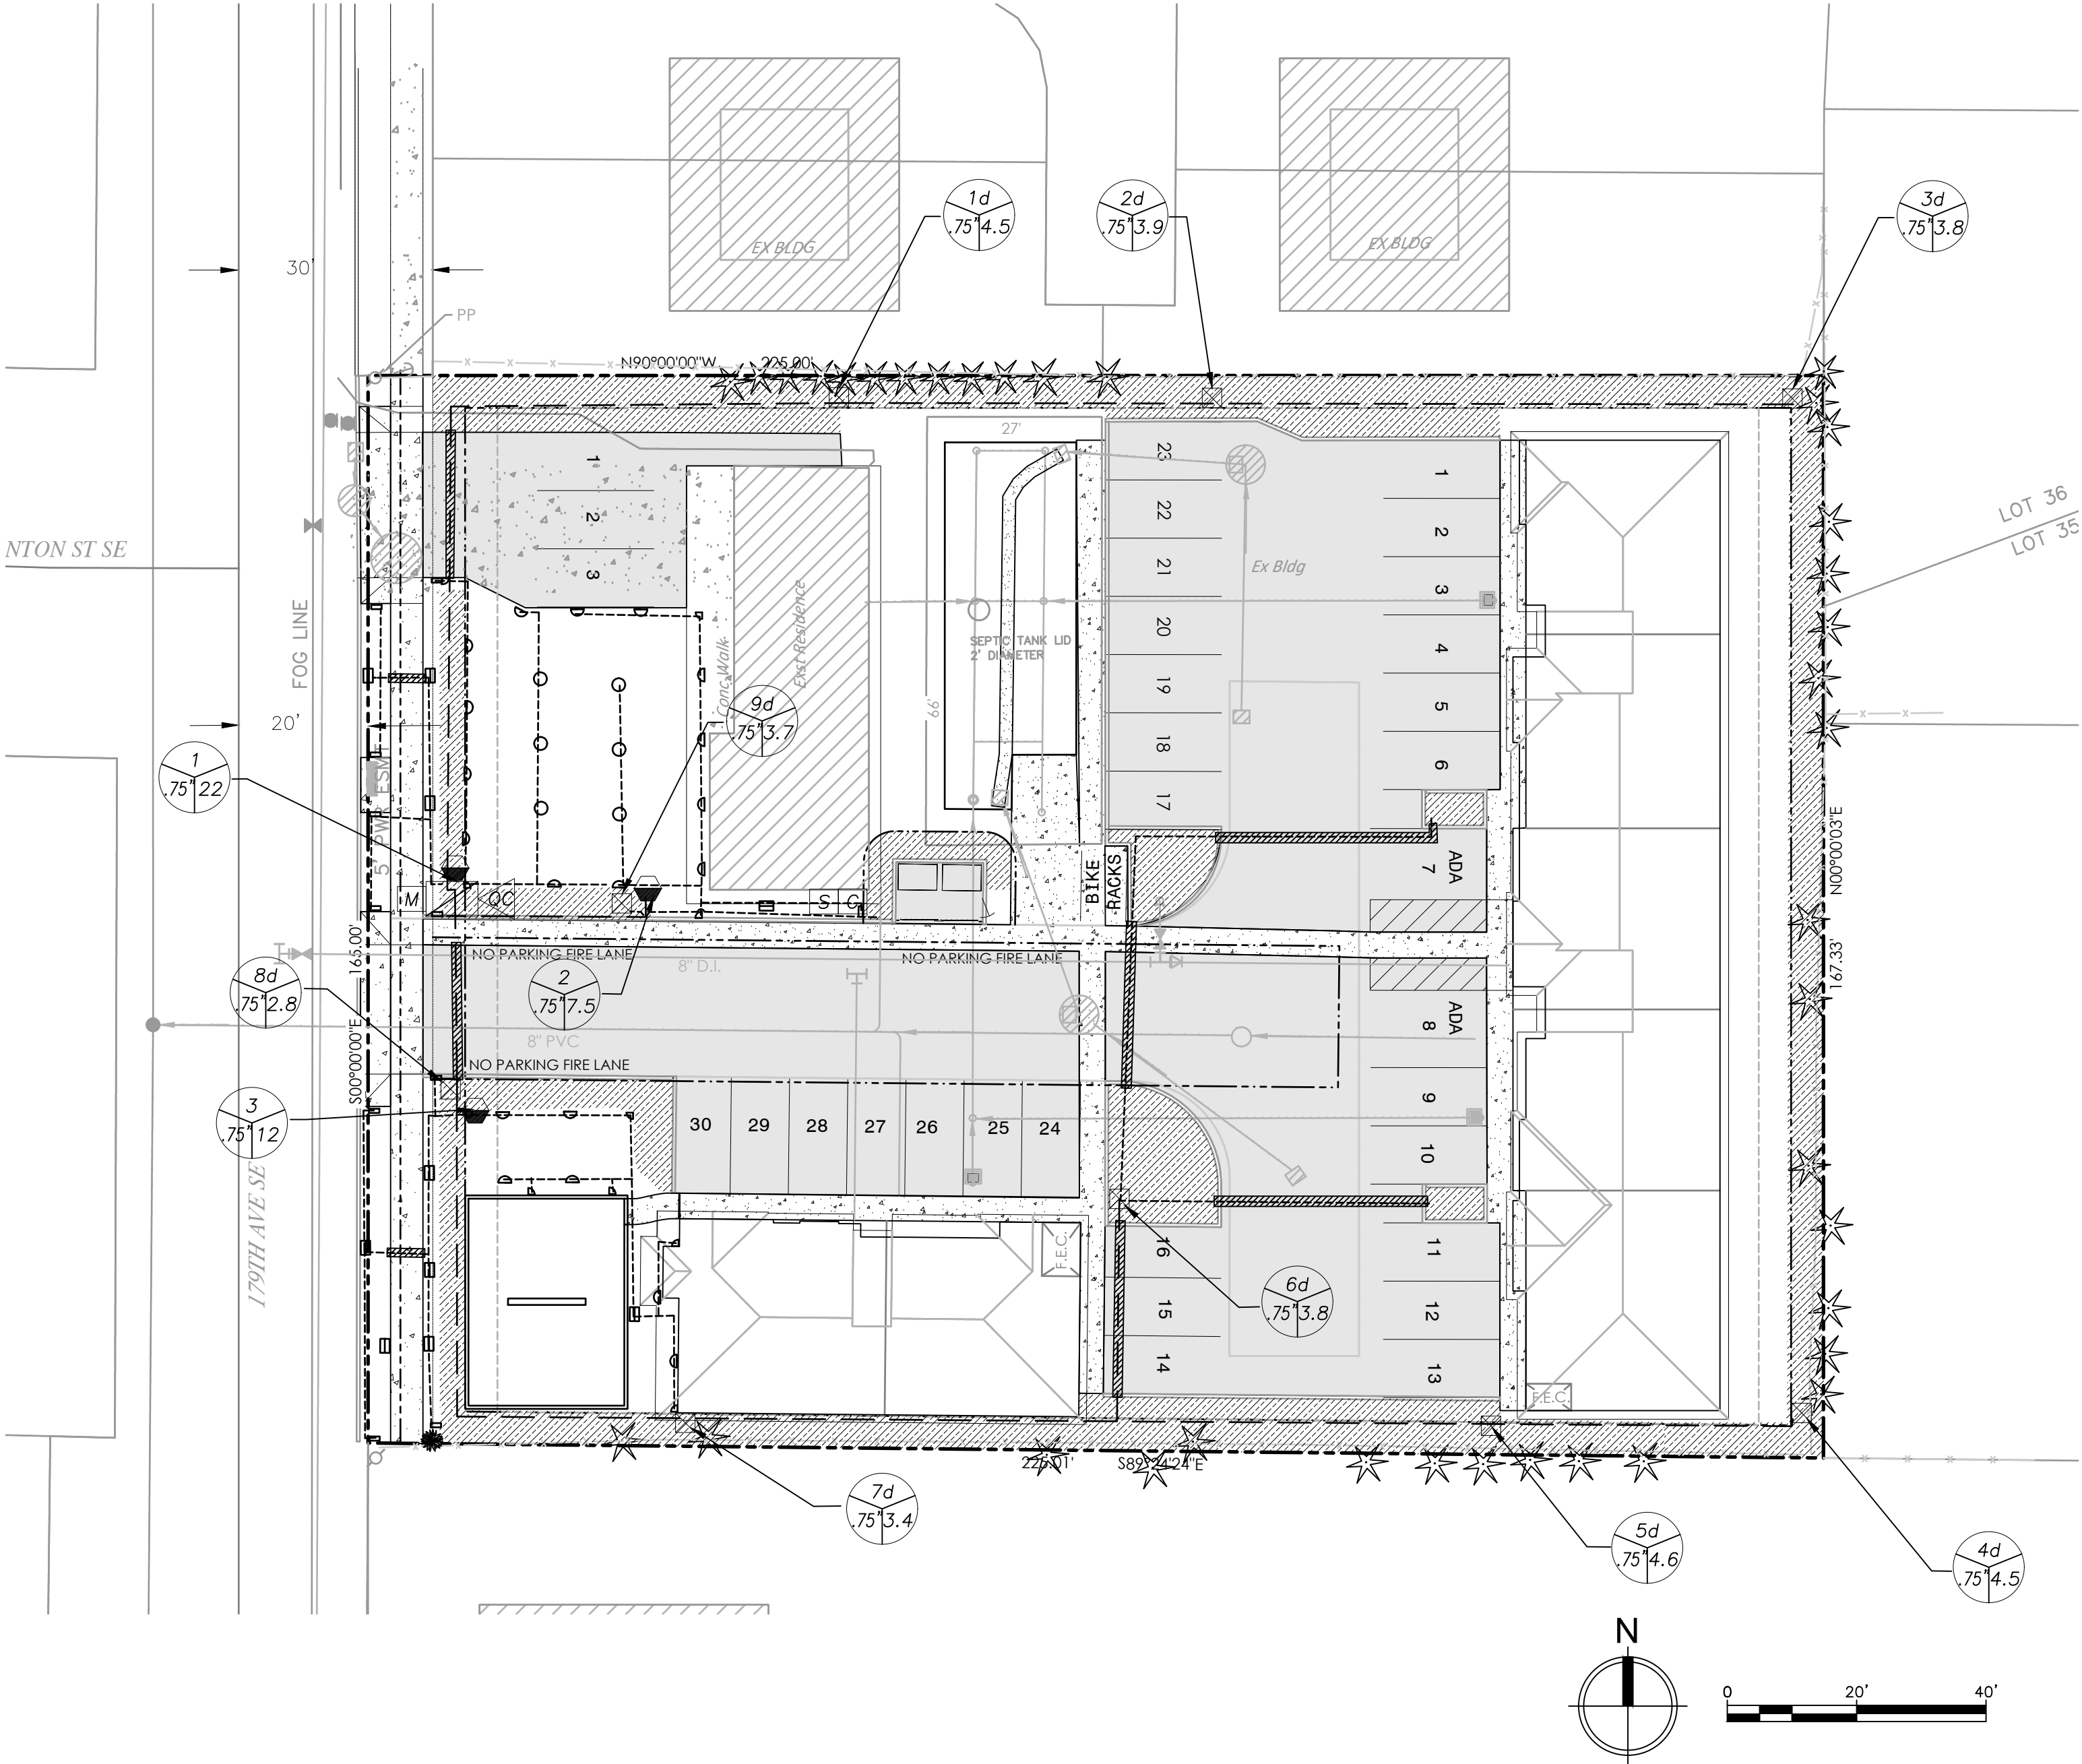 1d
.75" 4.5
2d
.75" 3.9
3d
.75" 3.8
EX BLDG
EX BLDG
30'
PP
N90°00'00"W 225.00'
27'
23
1
1
22
2
LOT 36
LOT 35
2
NTON ST SE
21
Ex Bldg
3
3
FOG LINE
Exst Residence
Conc Walk
SEPTIC TANK LID
2' DIAMETER
20
4
19
5
66'
20'
9d
.75" 3.7
18
6
1
.75" 22
5' PWR ESMT
17
7
ADA
BIKE
RACKS
M
QC
S
C
N00°00'03"E
167.33'
165.00'
S00°00'00"E
NO PARKING FIRE LANE
NO PARKING FIRE LANE
8" D.I.
8d
.75" 2.8
2
.75" 7.5
8
ADA
8" PVC
NO PARKING FIRE LANE
3
.75" 12
9
30
29
28
27
26
25
24
10
179TH AVE SE
F.E.C.
16
11
6d
.75" 3.8
15
12
14
13
F.E.C.
S89°24'24"E
7d
.75" 3.4
5d
.75" 4.6
4d
.75" 4.5
N
0
20'
40'